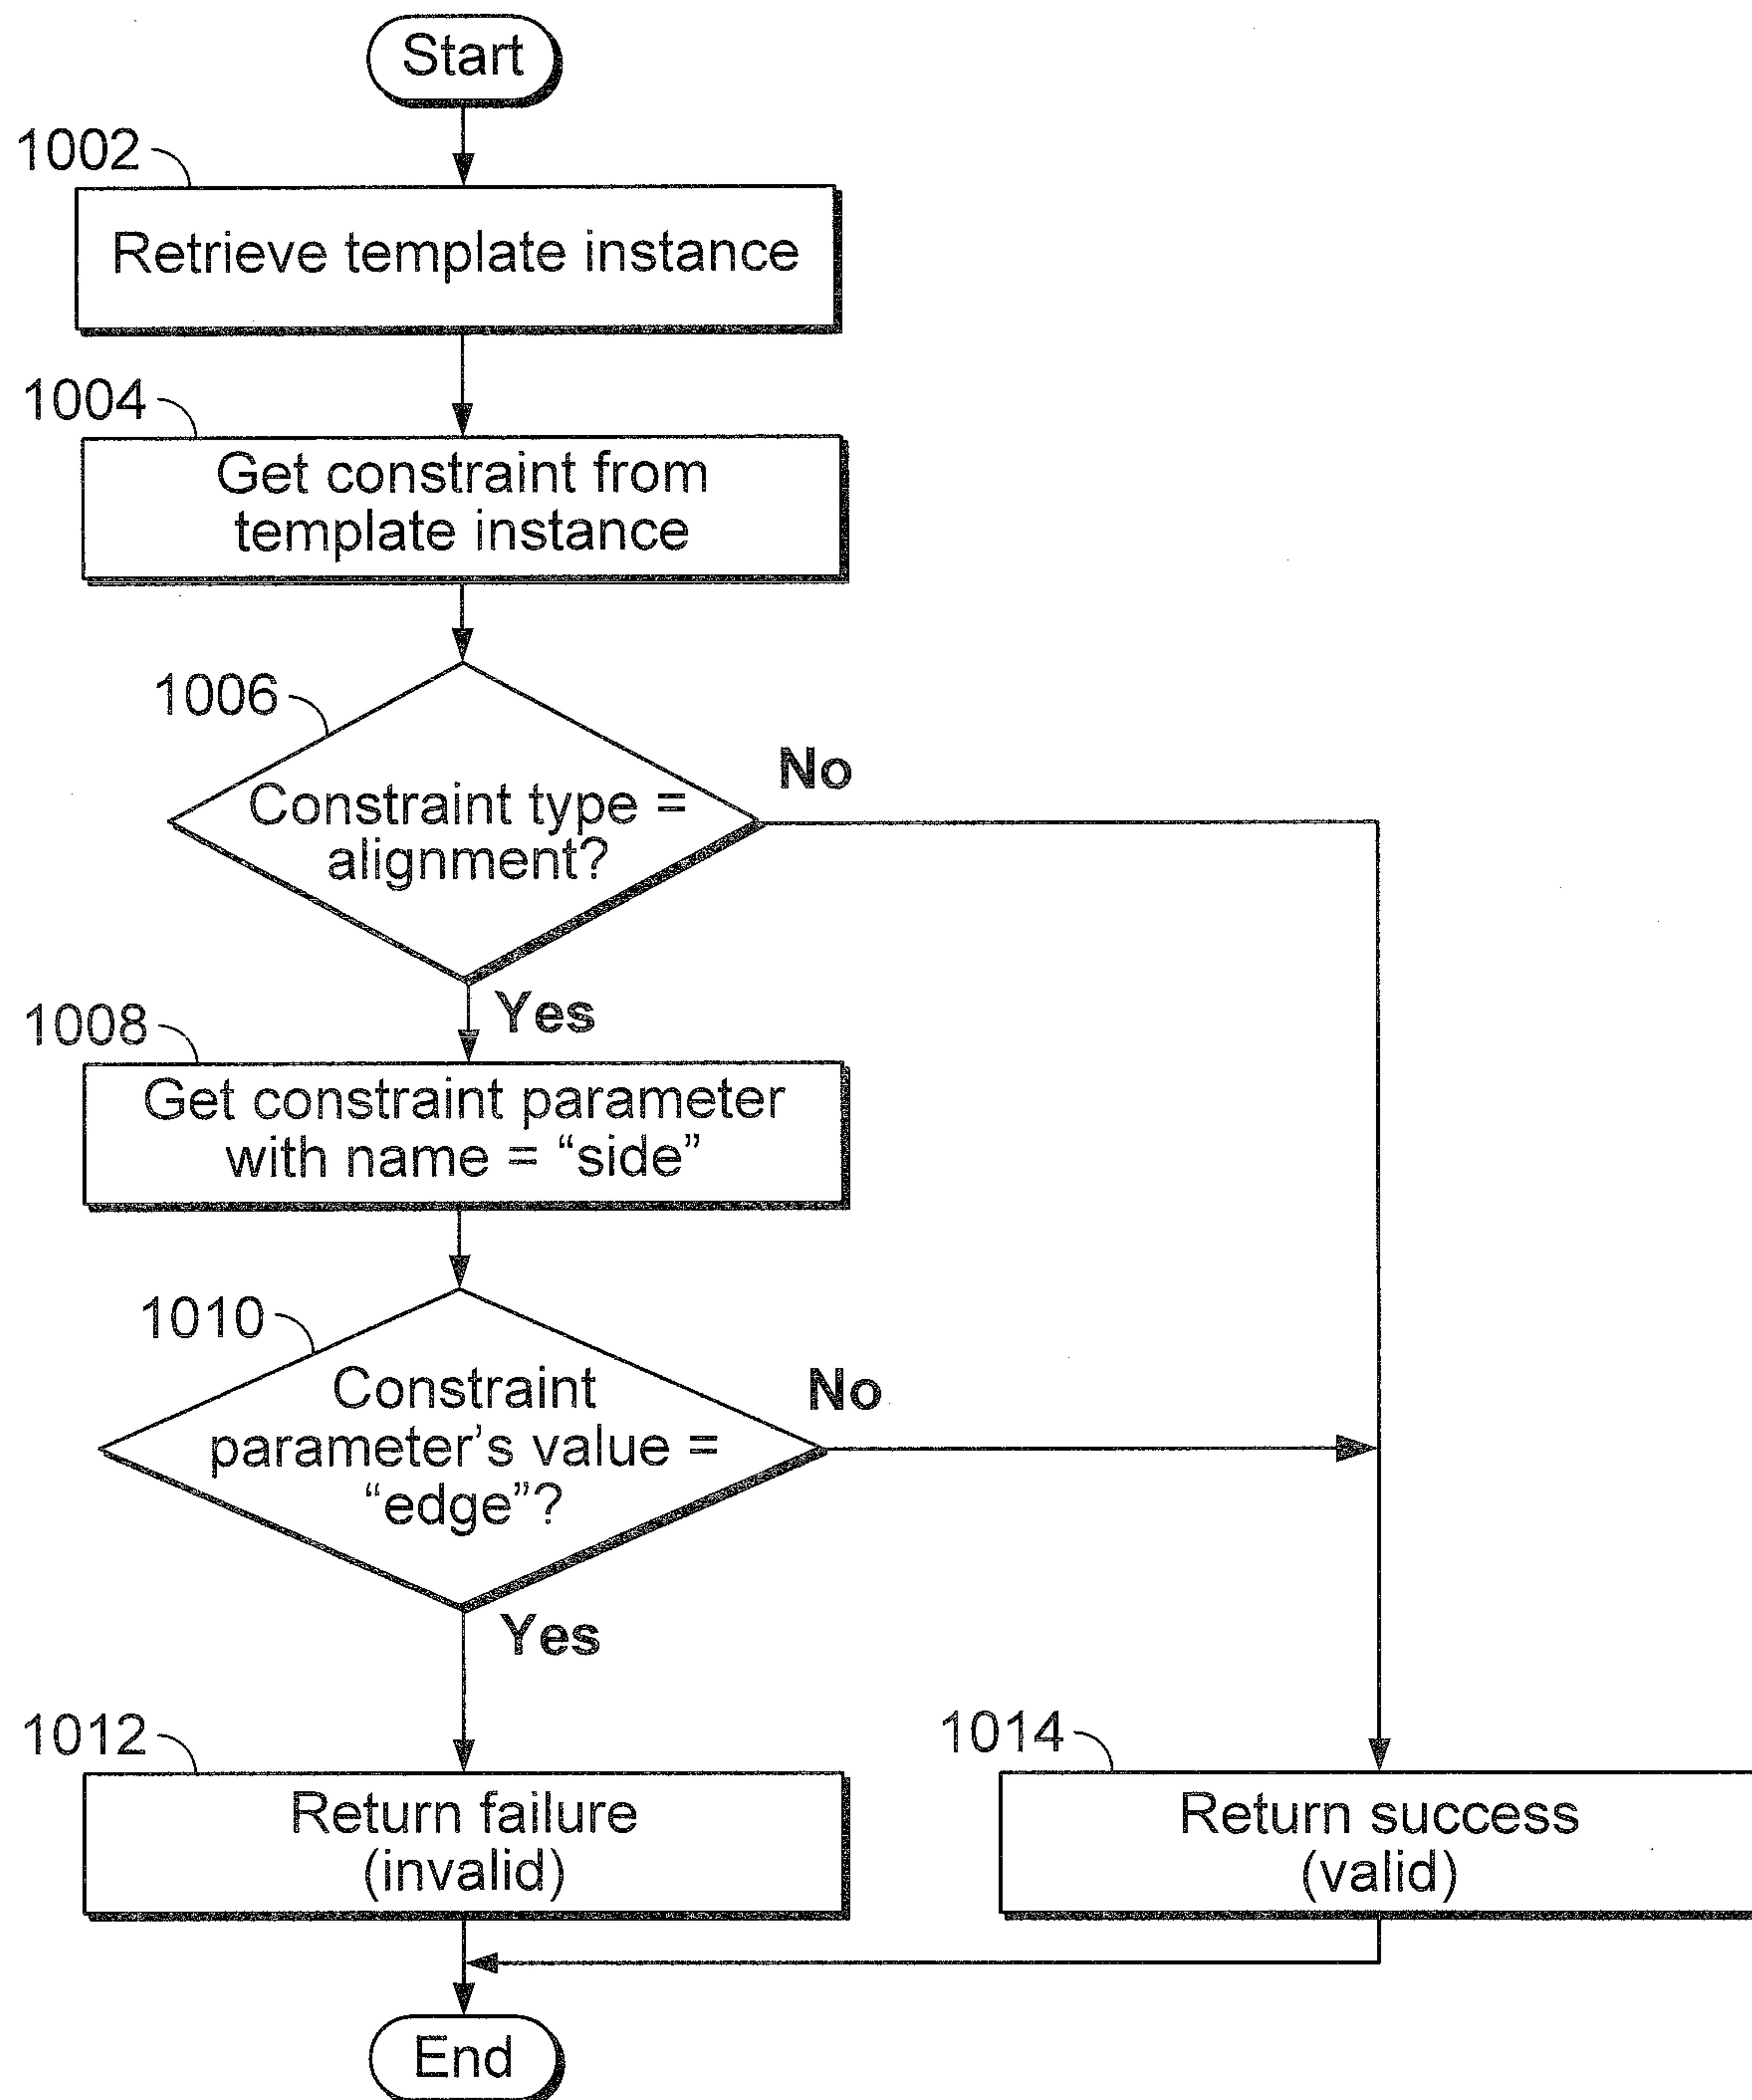 Start
1002
Retrieve template instance
1004
Get constraint from
template instance
1006
Constraint type =
alignment?
No
Yes
1008
Get constraint parameter
with name = “side”
1010
Constraint
parameter’s value =
“edge”?
No
Yes
1012
Return failure
(invalid)
1014
Return success
(valid)
End